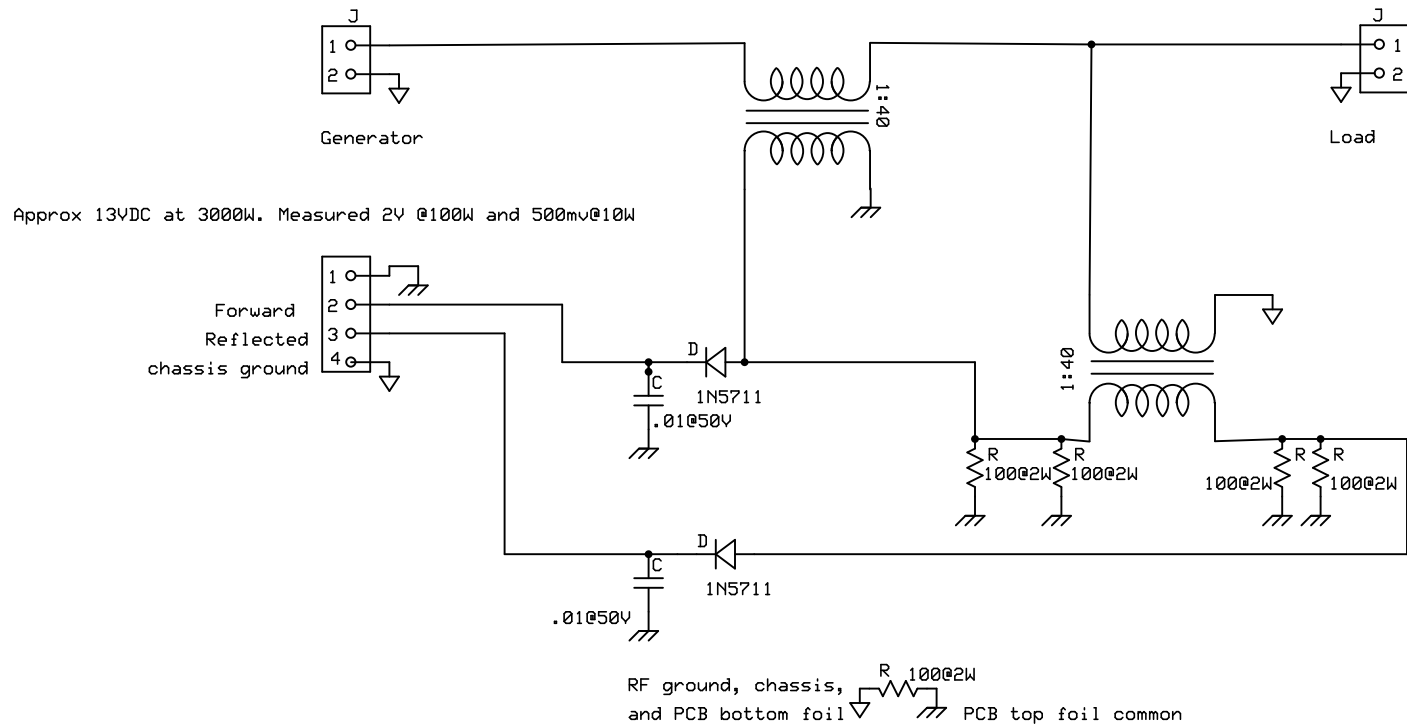 J
J
1
1
2
2
1:40
Generator
Load
Approx 13VDC at 3000W. Measured 2V @100W and 500mv@10W
1
Forward
2
Reflected
3
chassis ground
4
D
1N5711
C
.01@50V
1:40
R
100@2W
R
100@2W
R
100@2W
R
100@2W
D
1N5711
C
.01@50V
R
100@2W
RF ground, chassis,
and PCB bottom foil
PCB top foil common